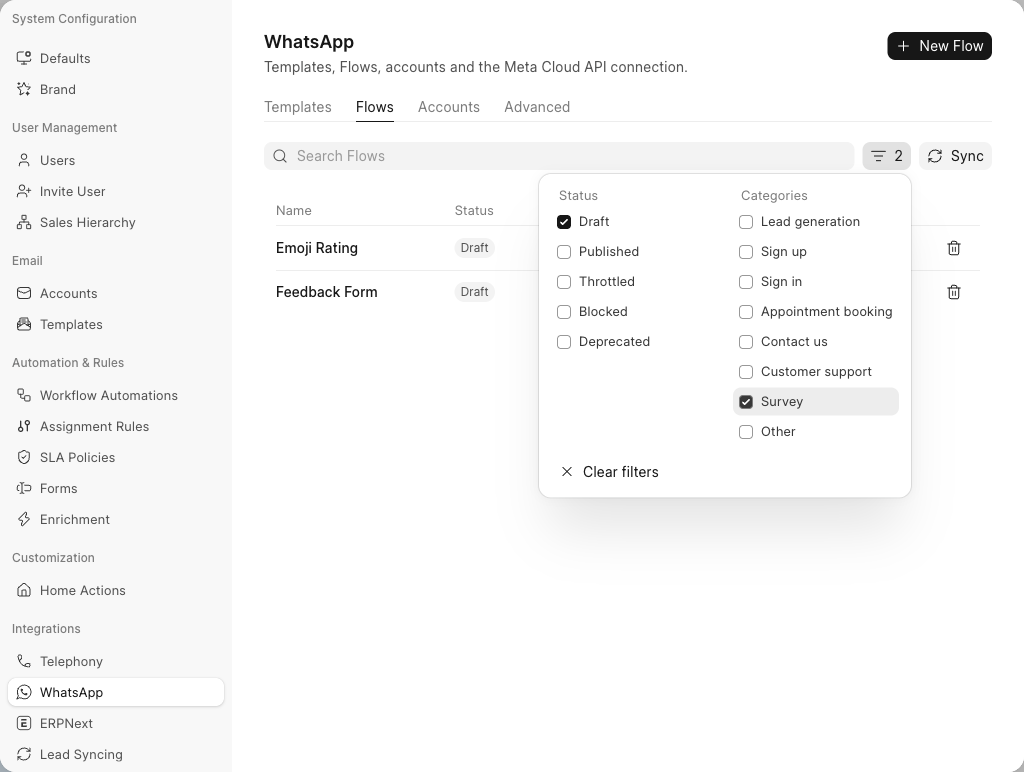 System Configuration
Defaults
Brand
User Management
Users
Invite User
Sales Hierarchy
Email
Accounts
Templates
Automation & Rules
Workflow Automations
Assignment Rules
SLA Policies
Forms
Enrichment
Customization
Home Actions
Integrations
Telephony
WhatsApp
ERPNext
Lead Syncing
WhatsApp
Templates, Flows, accounts and the Meta Cloud API connection.
New Flow
Templates Flows Accounts Advanced
Search Flows
2
Sync
Name Status
Emoji Rating Draft
Feedback Form Draft
Status
Draft
Published
Throttled
Blocked
Deprecated
Categories
Lead generation
Sign up
Sign in
Appointment booking
Contact us
Customer support
Survey
Other
Clear filters